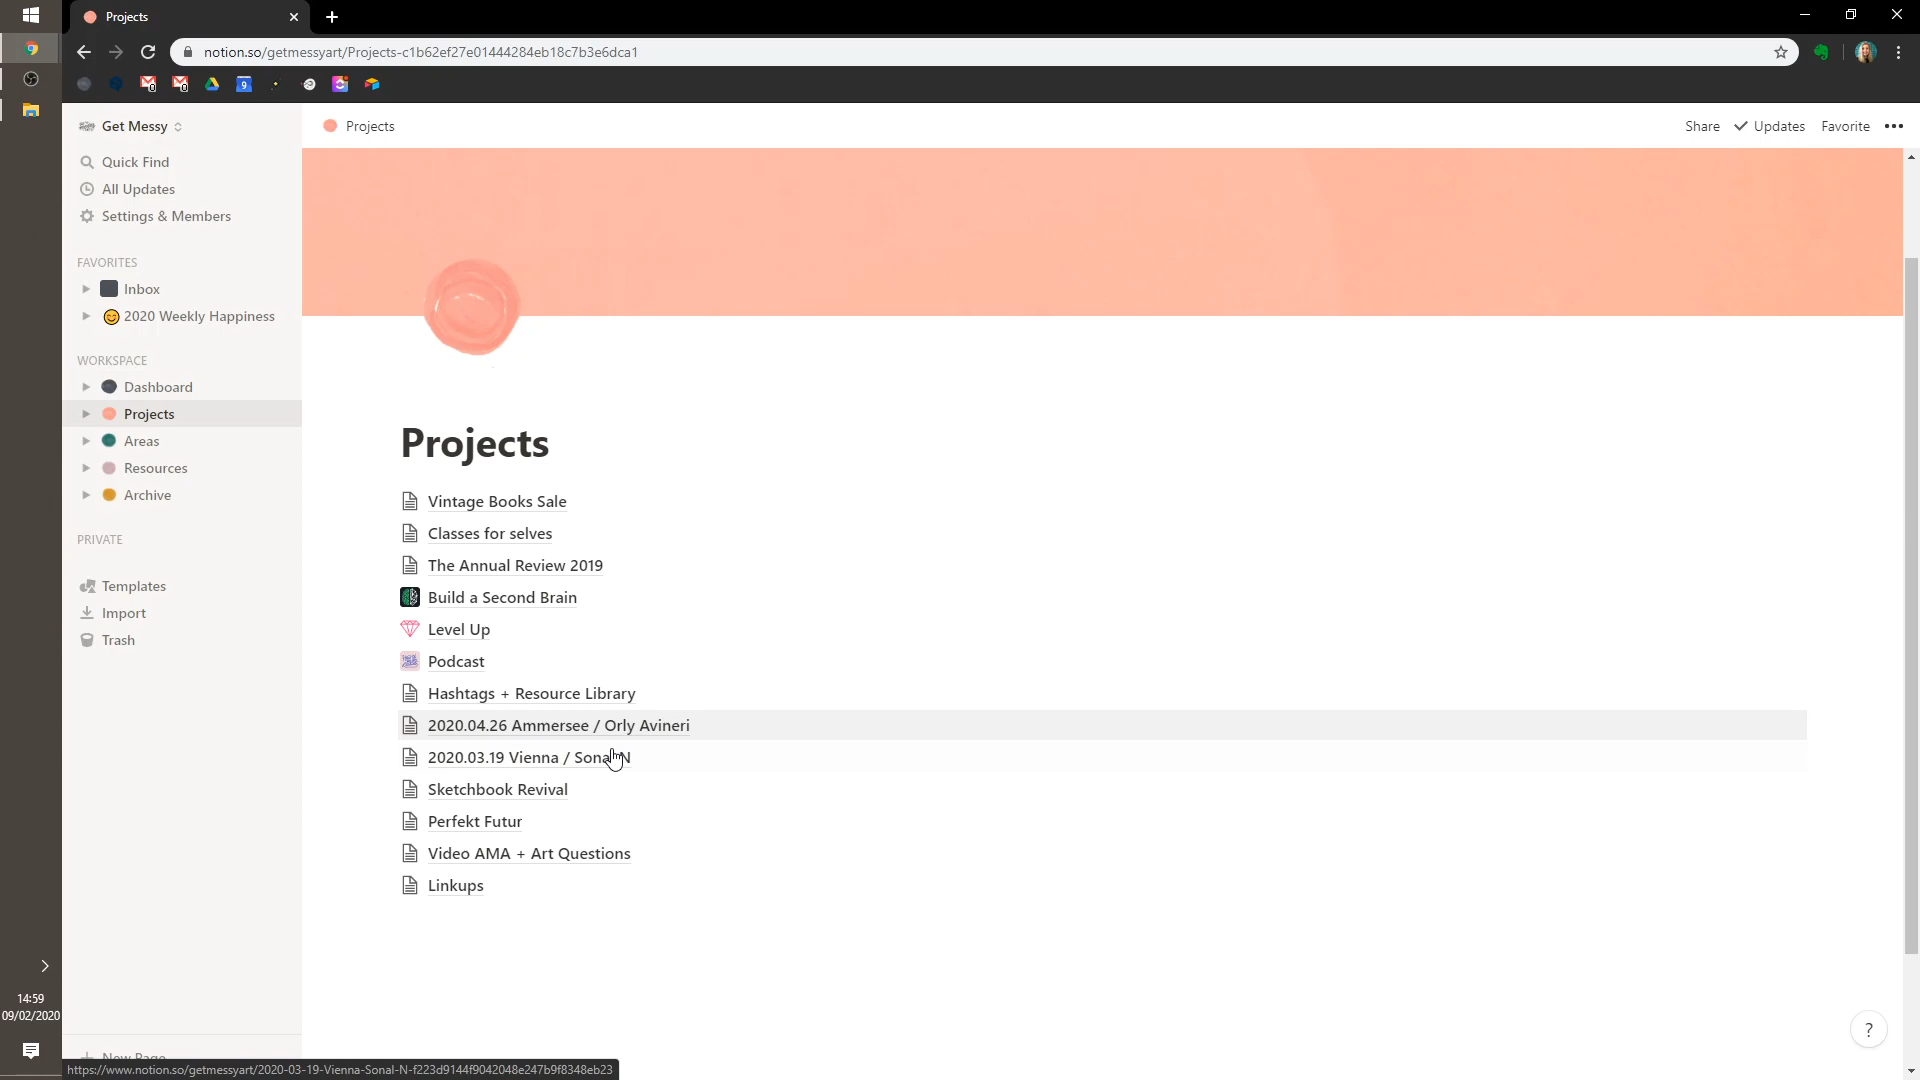 Projects
notion.so/getmessyart/Projects-c1b62ef27e01444284eb18c7b3e6dca1
Get Messy
Projects
Share
Updates
Favorite
Quick Find
All Updates
Settings & Members
FAVORITES
Inbox
2020 Weekly Happiness
WORKSPACE
Dashboard
Projects
Areas
Resources
Archive
PRIVATE
Templates
Import
Trash
New Page
Projects
Vintage Books Sale
Classes for selves
The Annual Review 2019
Build a Second Brain
Level Up
Podcast
Hashtags + Resource Library
2020.04.26 Ammersee / Orly Avineri
2020.03.19 Vienna / Sonal N
Sketchbook Revival
Perfekt Futur
Video AMA + Art Questions
Linkups
14:59
09/02/2020
?
https://www.notion.so/getmessyart/2020-03-19-Vienna-Sonal-N-f223d9144f9042048e247b9f8348eb23